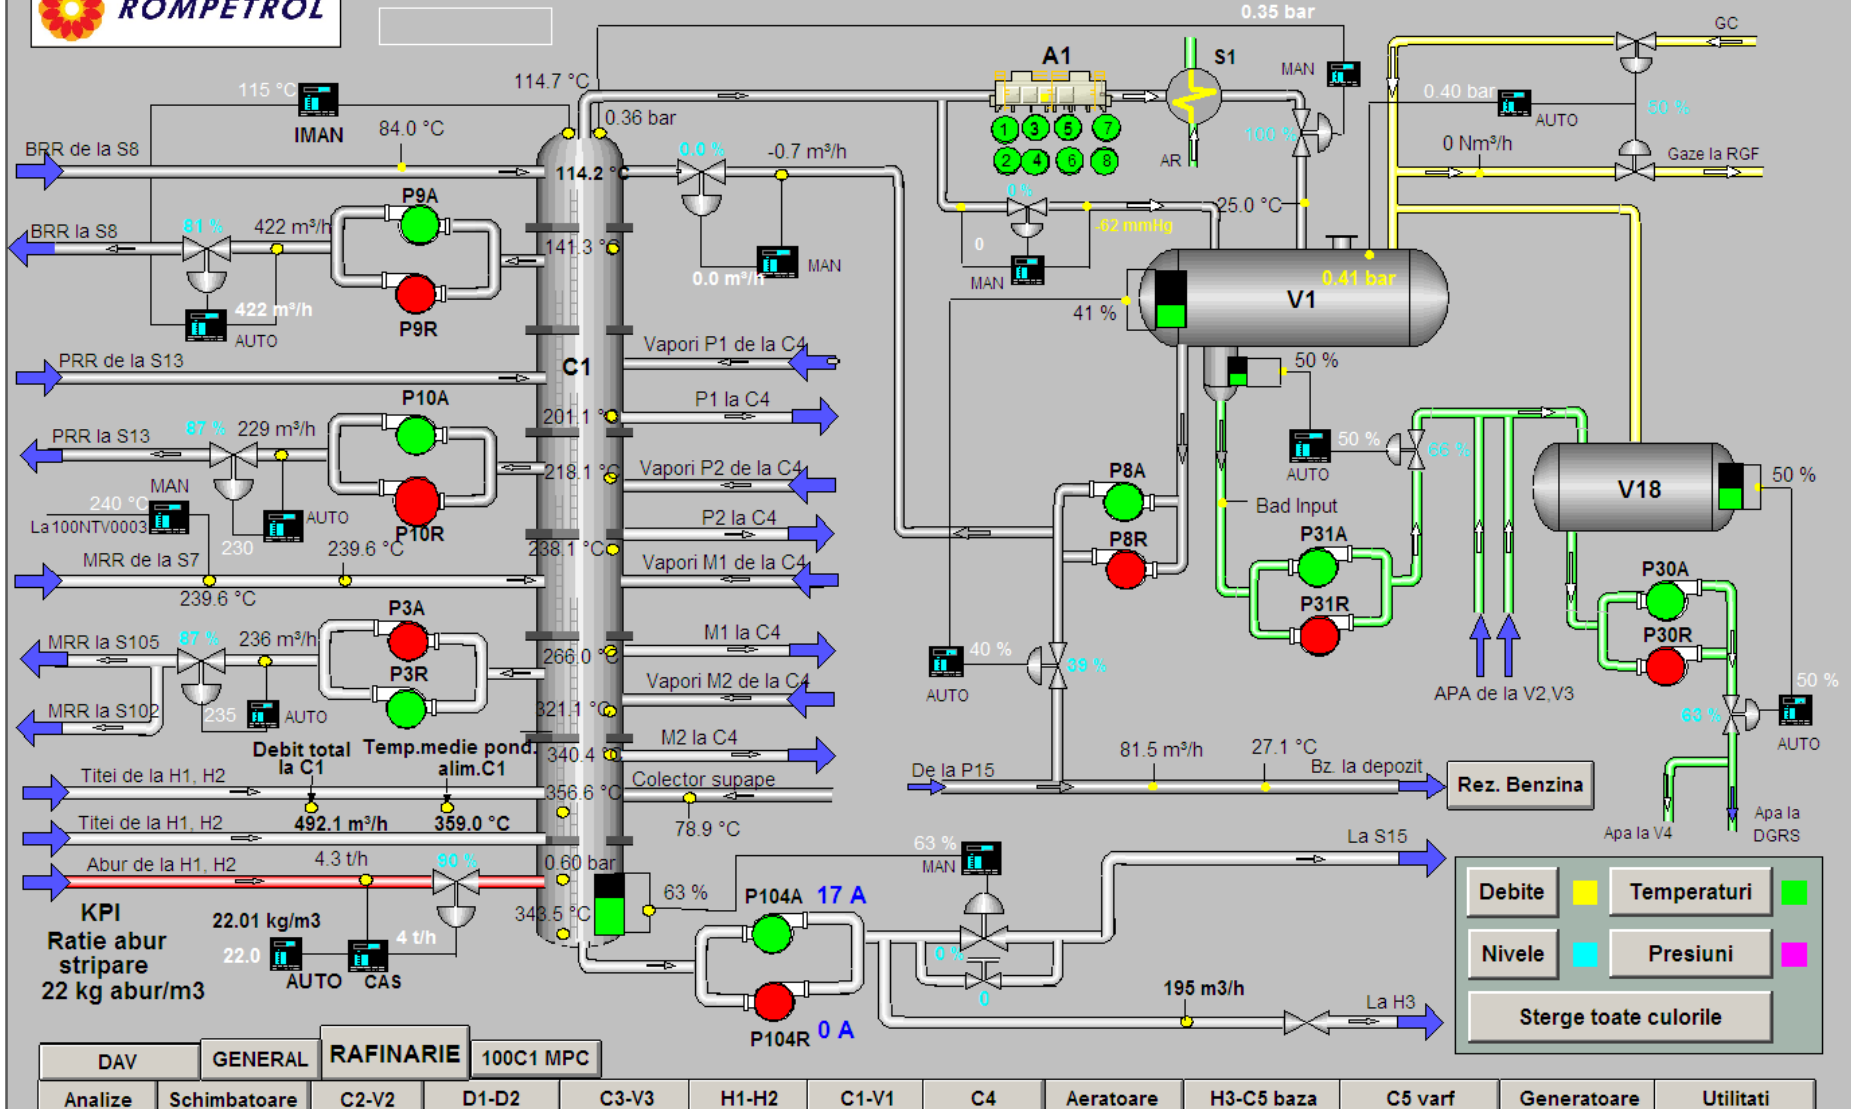 ROMPETROL
0.35 bar
GC
A1
S1
MAN
114.7 °C
115 °C
IMAN
84.0 °C
0.36 bar
0.40 bar
AUTO
50 %
100 %
1
3
5
7
2
4
6
8
AR
0 Nm³/h
Gaze la RGF
BRR de la S8
0.0 %
-0.7 m³/h
114.2 °C
P9A
0 %
25.0 °C
-62 mmHg
BRR la S8
81 %
422 m³/h
141.3 °C
0
MAN
0.0 m³/h
MAN
0.41 bar
V1
P9R
422 m³/h
AUTO
41 %
Vapori P1 de la C4
PRR de la S13
C1
50 %
P10A
P1 la C4
201.1 °C
PRR la S13
87 %
229 m³/h
50 %
AUTO
66 %
218.1 °C
Vapori P2 de la C4
P8A
V18
50 %
MAN
240 °C
La100NTV0003
AUTO
230
P10R
P2 la C4
Bad Input
P31A
P8R
239.6 °C
238.1 °C
MRR de la S7
Vapori M1 de la C4
P30A
239.6 °C
P3A
P31R
MRR la S105
87 %
236 m³/h
M1 la C4
P30R
266.0 °C
40 %
39 %
AUTO
P3R
Vapori M2 de la C4
APA de la V2,V3
50 %
MRR la S102
235
AUTO
321.1 °C
63 %
AUTO
Debit total
la C1
Temp.medie pond.
alim.C1
M2 la C4
340.4 °C
81.5 m³/h
27.1 °C
De la P15
Bz. la depozit
Rez. Benzina
Titei de la H1, H2
Colector supape
356.6 °C
492.1 m³/h
359.0 °C
78.9 °C
Titei de la H1, H2
Apa la V4
Apa la
DGRS
La S15
Abur de la H1, H2
4.3 t/h
90 %
0.60 bar
63 %
MAN
63 %
P104A
17 A
Debite
Temperaturi
KPI
Ratie abur
stripare
22 kg abur/m3
22.01 kg/m3
22.0
AUTO
4 t/h
CAS
343.5 °C
0 %
0
Nivele
Presiuni
195 m3/h
La H3
P104R
0 A
Sterge toate culorile
DAV
GENERAL
RAFINARIE
100C1 MPC
Analize
Schimbatoare
C2-V2
D1-D2
C3-V3
H1-H2
C1-V1
C4
Aeratoare
H3-C5 baza
C5 varf
Generatoare
Utilitati